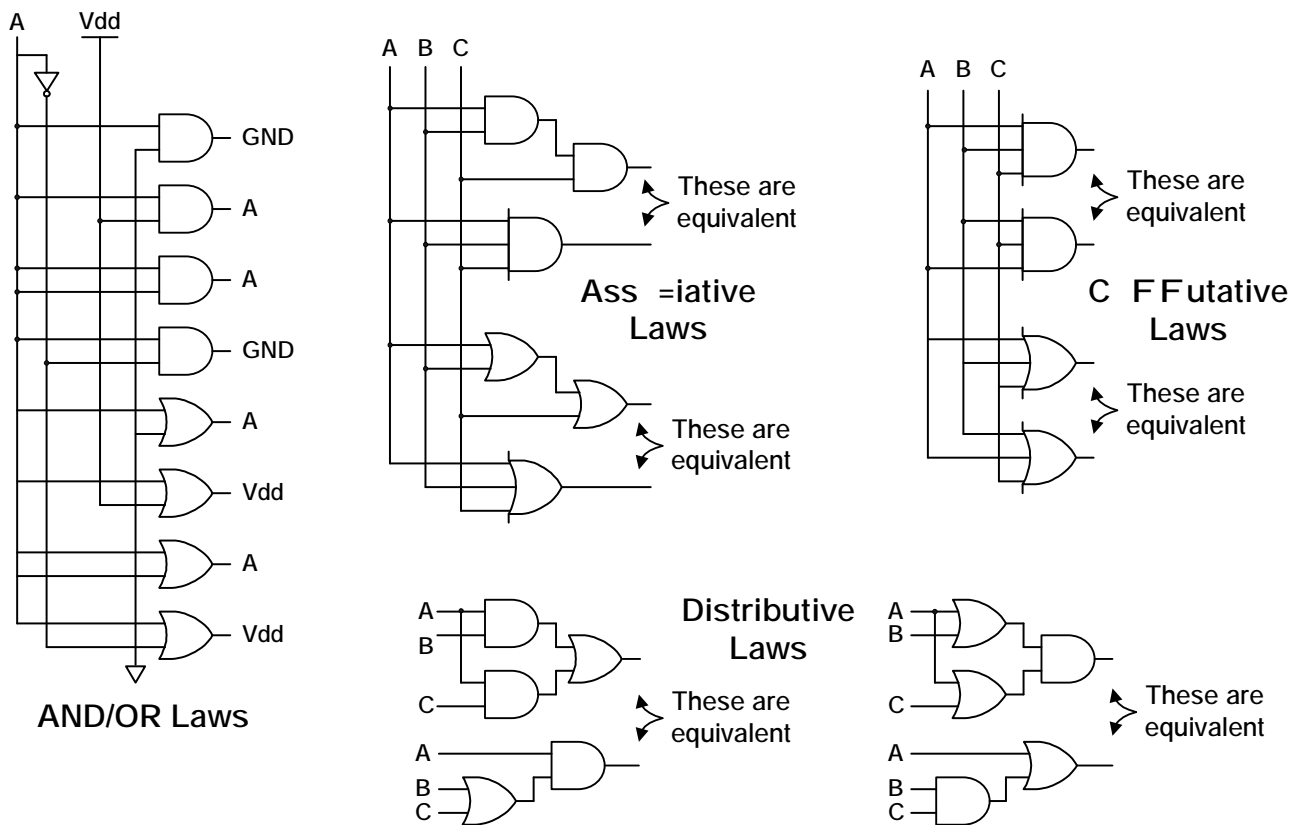 A Vdd
GND
A
A
GND
A
Vdd
A
Vdd
AND/OR Laws
A B C
These are
equivalent
Ass =iative
Laws
These are
equivalent
A B C
These are
equivalent
C FFutative
Laws
These are
equivalent
Distributive
Laws
A
B
C
These are
equivalent
A
B
C
A
B
C
These are
equivalent
A
B
C